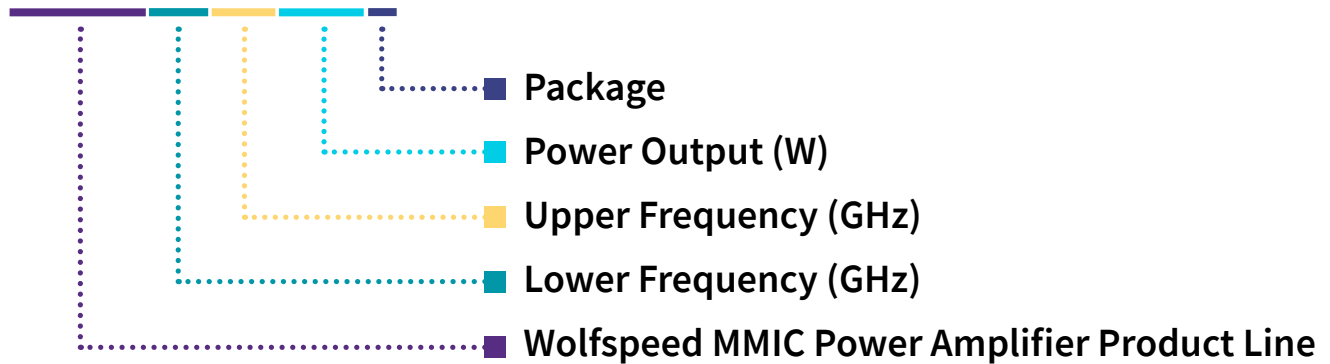 Package
Power Output (W)
Upper Frequency (GHz)
Lower Frequency (GHz)
Wolfspeed MMIC Power Amplifier Product Line